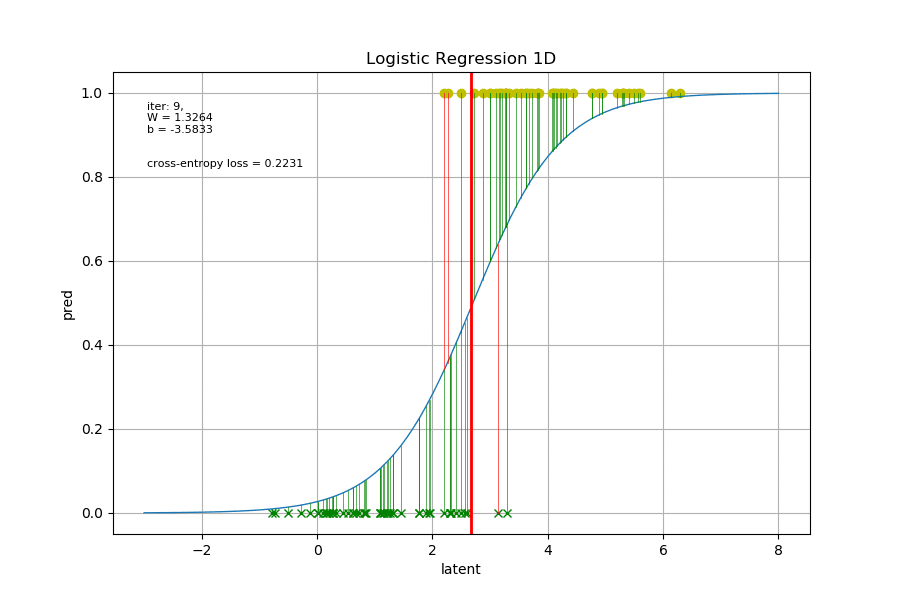 Logistic Regression 1D
iter: 9,
W = 1.3264
b = -3.5833
cross-entropy loss = 0.2231
1.0
0.8
0.6
0.4
0.2
0.0
pred
−2
0
2
4
6
8
latent